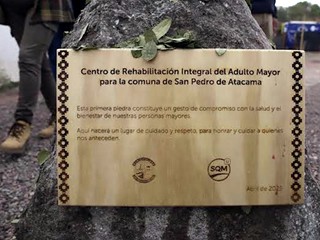 Centro de Rehabilitación Integral del Adulto Mayor
para la comuna de San Pedro de Atacama
Esta primera piedra constituye un gesto de compromiso con la salud y el
bienestar de nuestras personas mayores.
Aquí nacerá un lugar de cuidado y respeto, para honrar y cuidar a quienes
nos anteceden.
SQM
Abril de